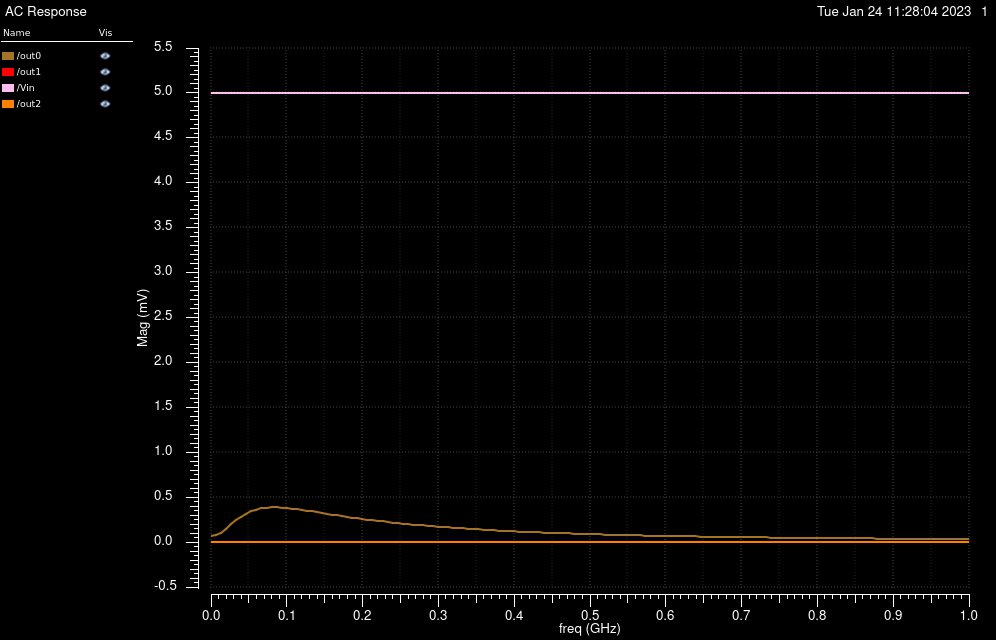 AC Response
Tue Jan 24 11:28:04 2023 1
Name Vis
/out0
/out1
/Vin
/out2
5.5
5.0
4.5
4.0
3.5
3.0
2.5
2.0
1.5
1.0
0.5
0.0
-0.5
Mag (mV)
0.0 0.1 0.2 0.3 0.4 0.5 0.6 0.7 0.8 0.9 1.0
freq (GHz)